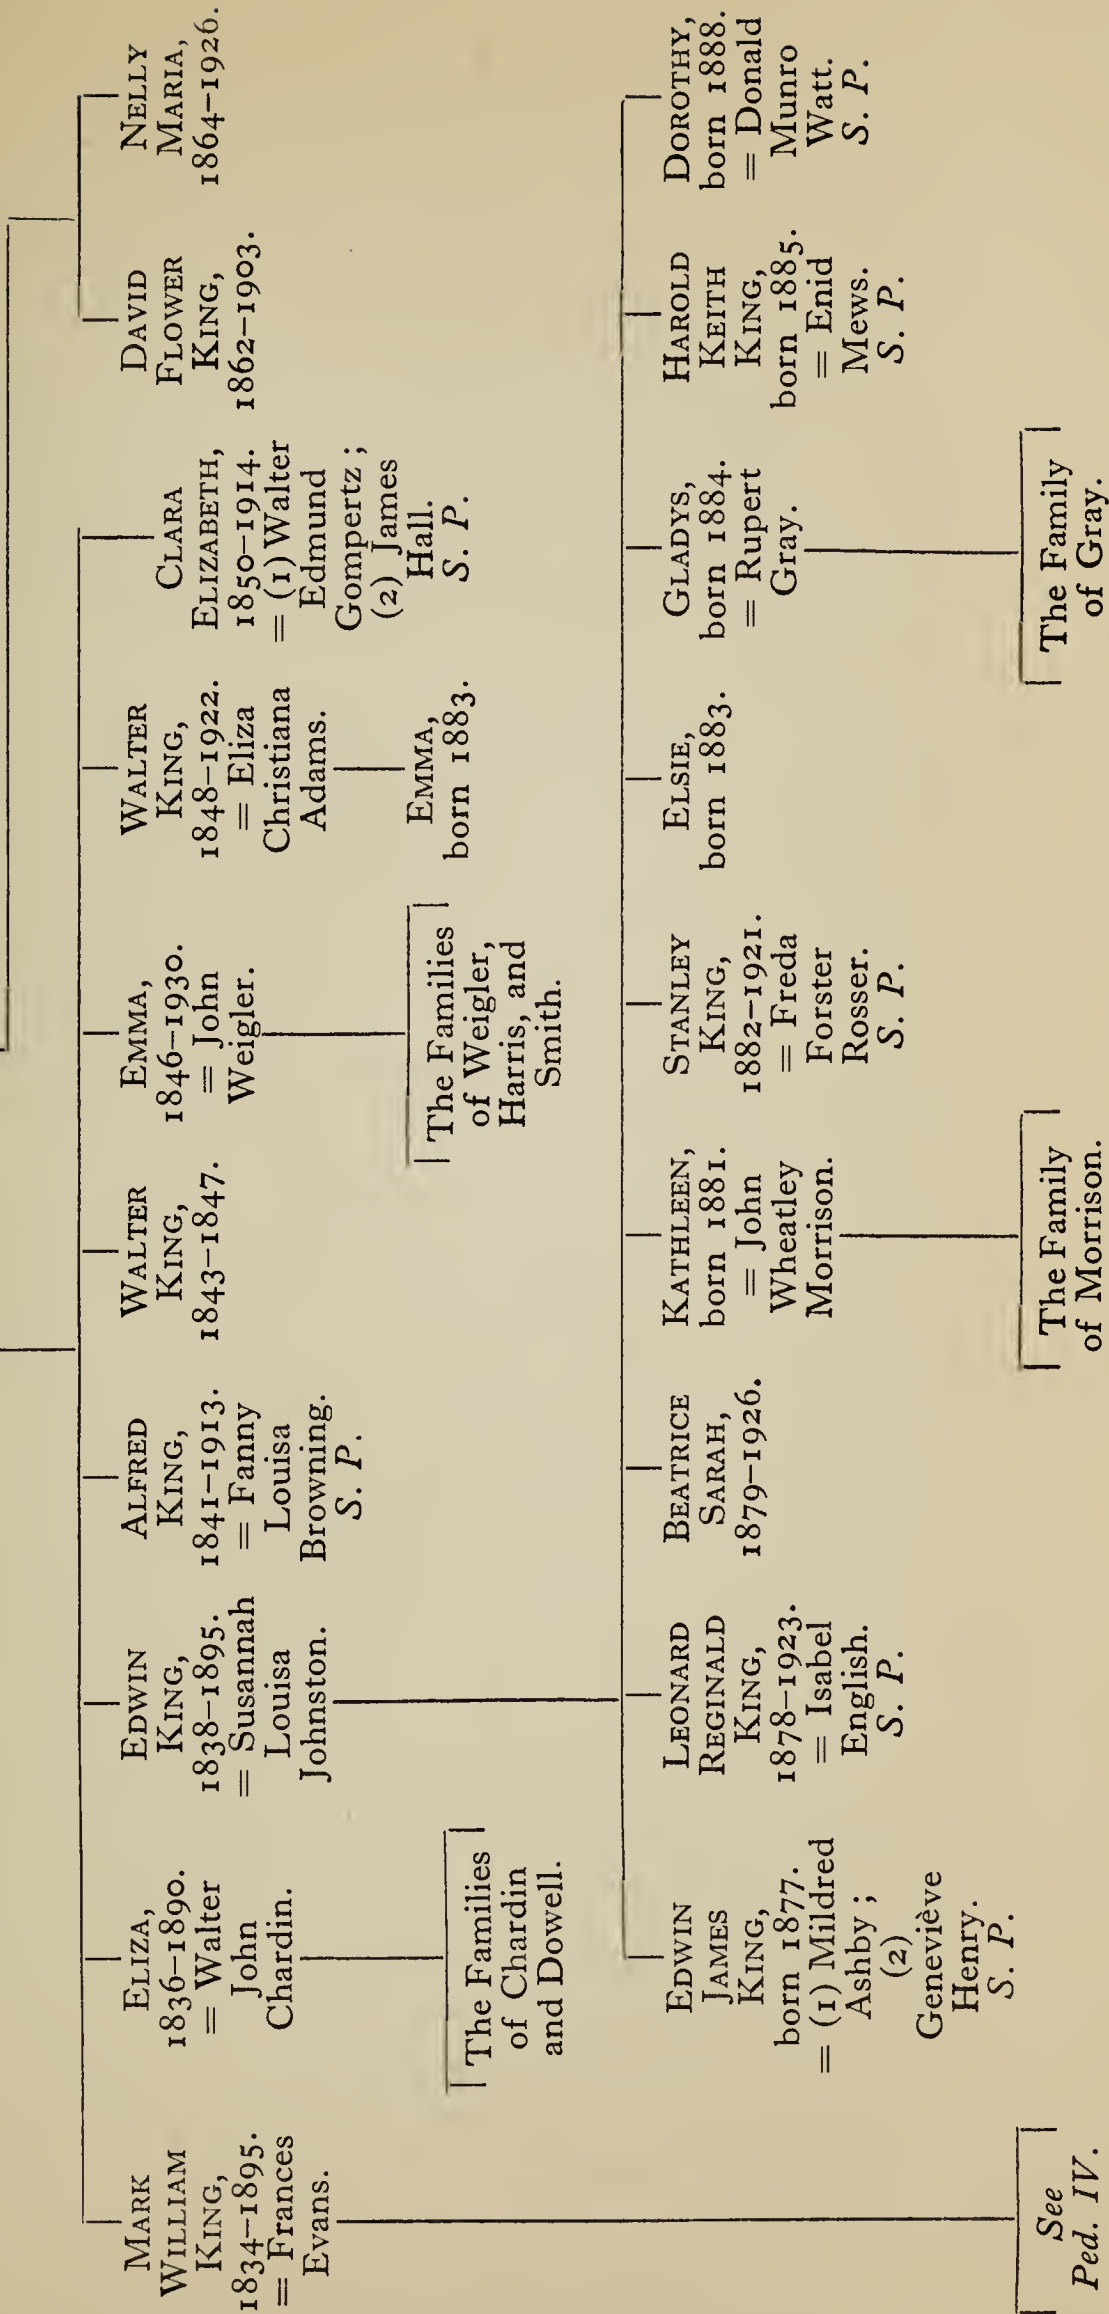 MARK
WILLIAM
KING,
1834–1895.
= Frances
Evans.
See
Ped. IV.
ELIZA,
1836–1890.
= Walter
John
Chardin.
The Families
of Chardin
and Dowell.
EDWIN
KING,
1838–1895.
= Susannah
Louisa
Johnston.
ALFRED
KING,
1841–1913.
= Fanny
Louisa
Browning.
S. P.
WALTER
KING,
1843–1847.
EMMA,
1846–1930.
= John
Weigler.
The Families
of Weigler,
Harris, and
Smith.
WALTER
KING,
1848–1922.
= Eliza
Christiana
Adams.
EMMA,
born 1883.
CLARA
ELIZABETH,
1850–1914.
= (1) Walter
Edmund
Gompertz ;
(2) James
Hall.
S. P.
DAVID
FLOWER
KING,
1862–1903.
NELLY
MARIA,
1864–1926.
EDWIN
JAMES
KING,
born 1877.
= (1) Mildred
Ashby ;
(2)
Geneviève
Henry.
S. P.
LEONARD
REGINALD
KING,
1878–1923.
= Isabel
English.
S. P.
BEATRICE
SARAH,
1879–1926.
KATHLEEN,
born 1881.
= John
Wheatley
Morrison.
The Family
of Morrison.
STANLEY
KING,
1882–1921.
= Freda
Forster
Rosser.
S. P.
ELSIE,
born 1883.
GLADYS,
born 1884.
= Rupert
Gray.
The Family
of Gray.
HAROLD
KEITH
KING,
born 1885.
= Enid
Mews.
S. P.
DOROTHY,
born 1888.
= Donald
Munro
Watt.
S. P.